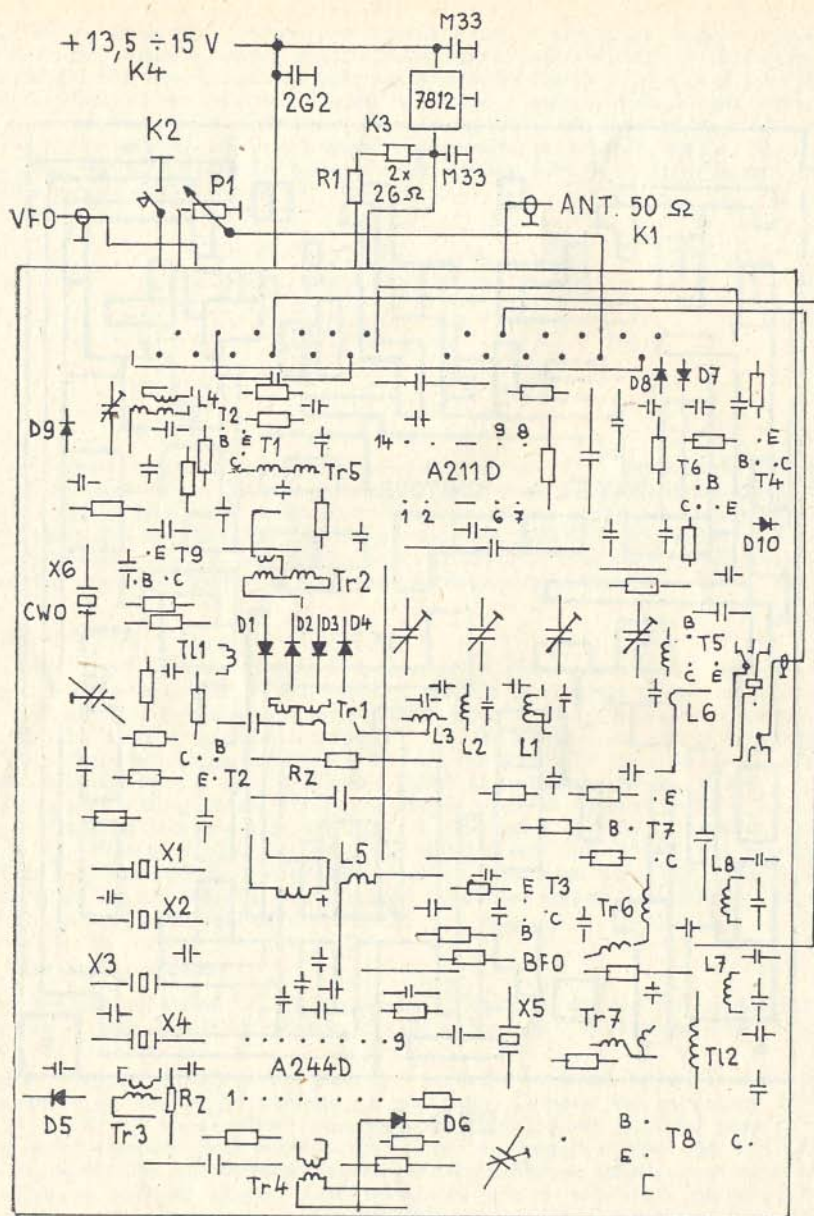 +13,5 ÷ 15 V
K4
M33
2G2
7812
K2
K3
P1
R1
2x
2GΩ
M33
VFO
ANT. 50 Ω
K1
D8 D7
L4
D9
T2
B E
T1
C
Tr5
14 9 8
A211D
T6
B
C E
E
B C
T4
1 2 6 7
D10
E T9
B C
X6
CWO
Tr2
D1 D2 D3 D4
B
T5
C E
Tl1
Tr1
L3 L2 L1
L6
C B
E T2
RZ
E
B T7
C
X1
L5
L8
+
E T3
C
B
Tr6
X2
BFO
X3
L7
X5
Tr7
X4
9
A244D
Tl2
D5
RZ
1
Tr3
D6
B
T8 C
E
Tr4